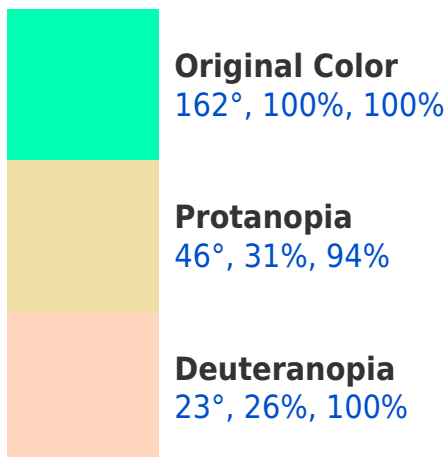 Original Color
162°, 100%, 100%
Protanopia
46°, 31%, 94%
Deuteranopia
23°, 26%, 100%